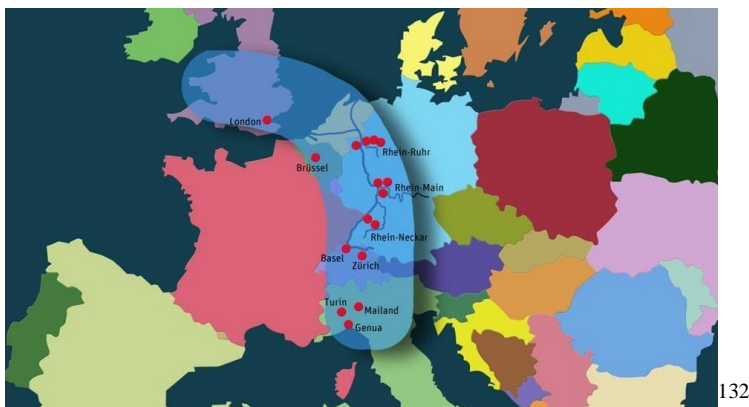 London
Brüssel
Rhein-Ruhr
Rhein-Main
Rhein-Neckar
Basel
Zürich
Turin
Mailand
Genua
132